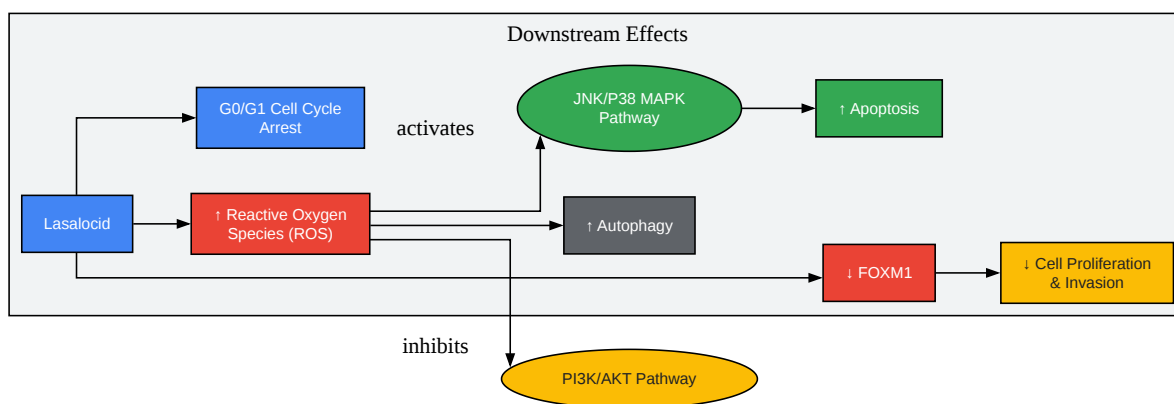 Downstream Effects
G0/G1 Cell Cycle
Arrest
activates
JNK/P38 MAPK
Pathway
↑ Apoptosis
Lasalocid
↑ Reactive Oxygen
Species (ROS)
↑ Autophagy
↓ FOXM1
↓ Cell Proliferation
& Invasion
inhibits
PI3K/AKT Pathway